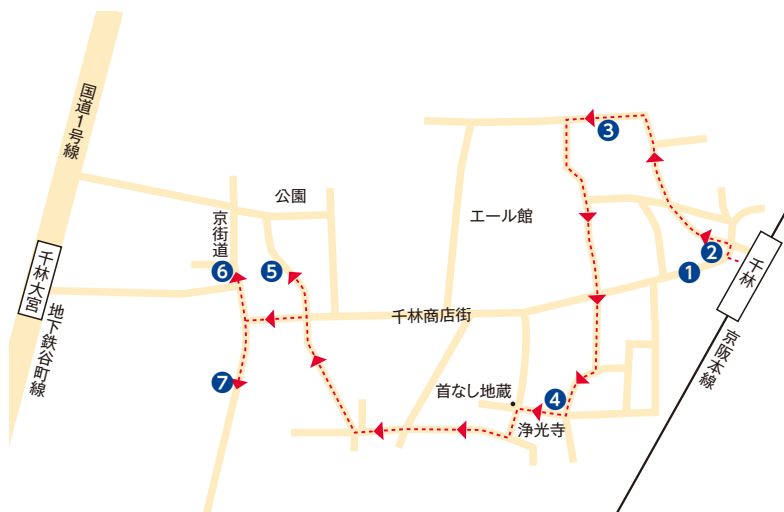 国道1号線
千林大宮
地下鉄谷町線
京街道
公園
エール館
千林商店街
首なし地蔵
浄光寺
千林
京阪本線
1
2
3
4
5
6
7